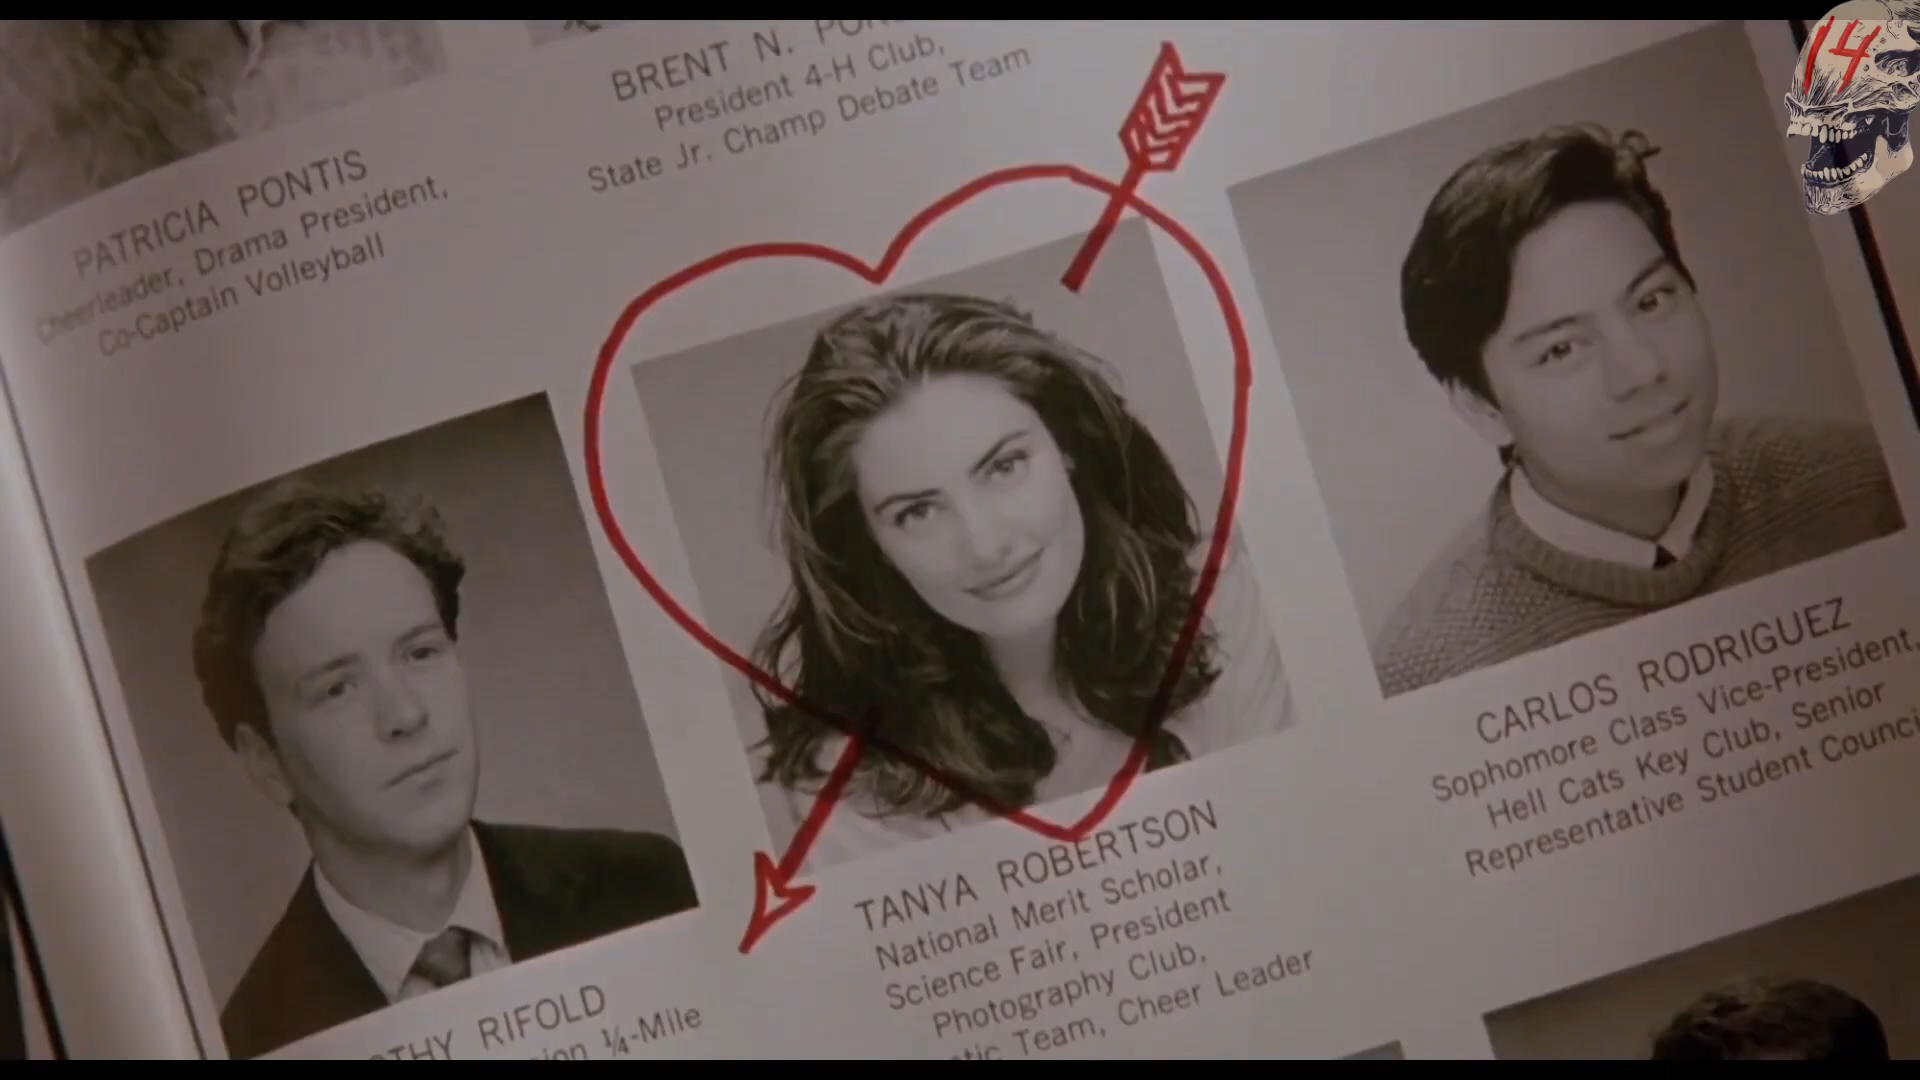 BRENT N.
President 4-H Club,
State Jr. Champ Debate Team
PATRICIA PONTIS
Cheerleader, Drama President,
Co-Captain Volleyball
RIFOLD
¼-Mile
TANYA ROBERTSON
National Merit Scholar,
Science Fair, President
Photography Club,
Team, Cheer Leader
CARLOS RODRIGUEZ
Sophomore Class Vice-President,
Hell Cats Key Club, Senior
Representative Student Council
14